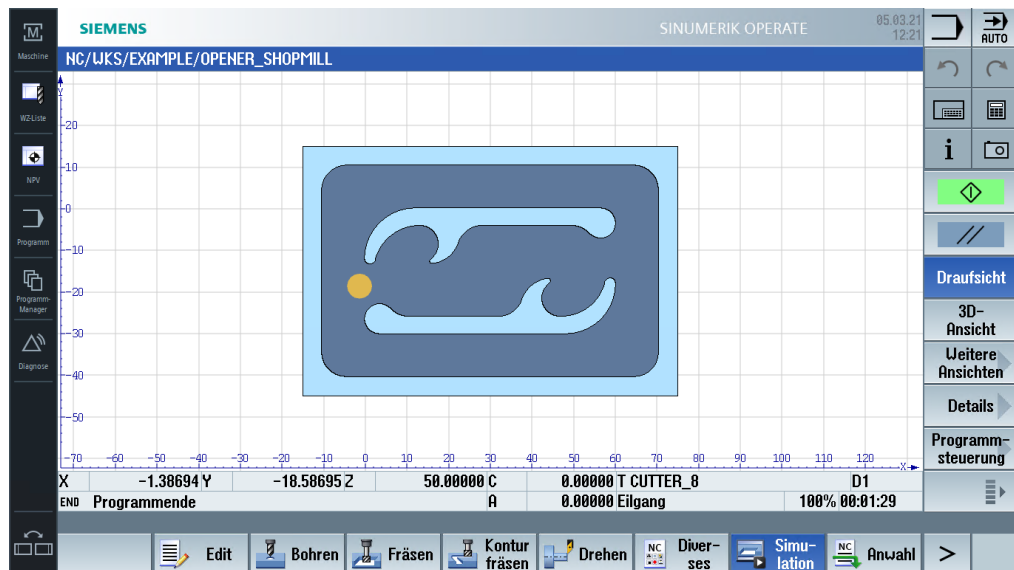 SIEMENS
SINUMERIK OPERATE
05.03.21
12:21
NC/WKS/EXAMPLE/OPENER_SHOPMILL
M
Maschine
WZ-Liste
NPV
Programm
Programm-
Manager
Diagnose
AUTO
i
Draufsicht
3D-
Ansicht
Weitere
Ansichten
Details
Programm-
steuerung
Y
20
10
0
-10
-20
-30
-40
-50
-70 -60 -50 -40 -30 -20 -10 0 10 20 30 40 50 60 70 80 90 100 110 120
X
X -1.38694 Y -18.58695 Z 50.00000 C 0.00000 T CUTTER_8 D1
END Programmende A 0.00000 Eilgang 100% 00:01:29
Edit
Bohren
Fräsen
Kontur
fräsen
Drehen
NC
Diver-
ses
Simu-
lation
NC
Anwahl
>